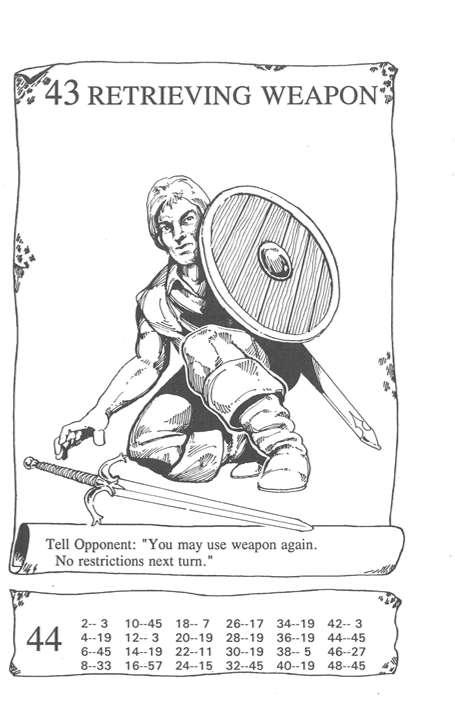 43 RETRIEVING WEAPON
Tell Opponent: "You may use weapon again.
No restrictions next turn."
44
2-- 3 10--45 18-- 7 26--17 34--19 42-- 3
4--19 12-- 3 20--19 28--19 36--19 44--45
6--45 14--19 22--11 30--19 38-- 5 46--27
8--33 16--57 24--15 32--45 40--19 48--45